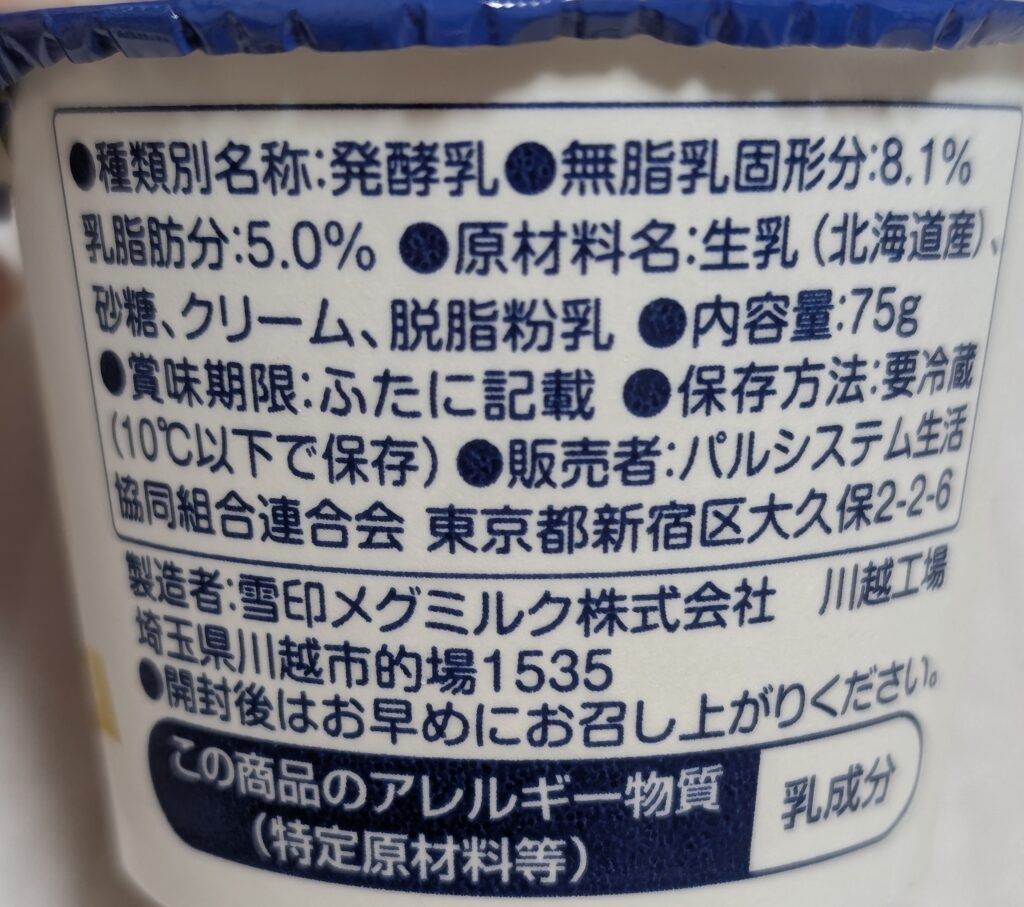 ●種類別名称:発酵乳●無脂乳固形分:8.1%
乳脂肪分:5.0% ●原材料名:生乳(北海道産)、
砂糖、クリーム、脱脂粉乳 ●内容量:75g
●賞味期限:ふたに記載 ●保存方法:要冷蔵
(10℃以下で保存) ●販売者:パルシステム生活
協同組合連合会 東京都新宿区大久保2-2-6
製造者:雪印メグミルク株式会社 川越工場
埼玉県川越市的場1535
●開封後はお早めにお召し上がりください。
この商品のアレルギー物質
(特定原材料等)
乳成分